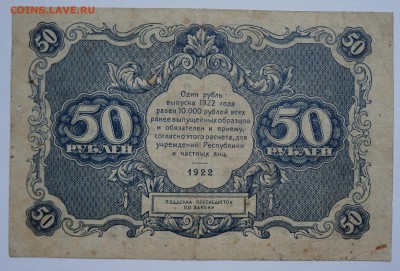 COINS.LAVE.RU
50
50
Один рубль
выпуска 1922 года
равен 10.000 рублей всех
ранее выпущенных образцов
и обязателен к приему,
согласно этого расчета, для
учреждений Республики
и частных лиц.
1922
50
РУБЛЕЙ
50
РУБЛЕЙ
ПОДДЕЛКА ПРЕСЛЕДУЕТСЯ
ПО ЗАКОНУ
50
50